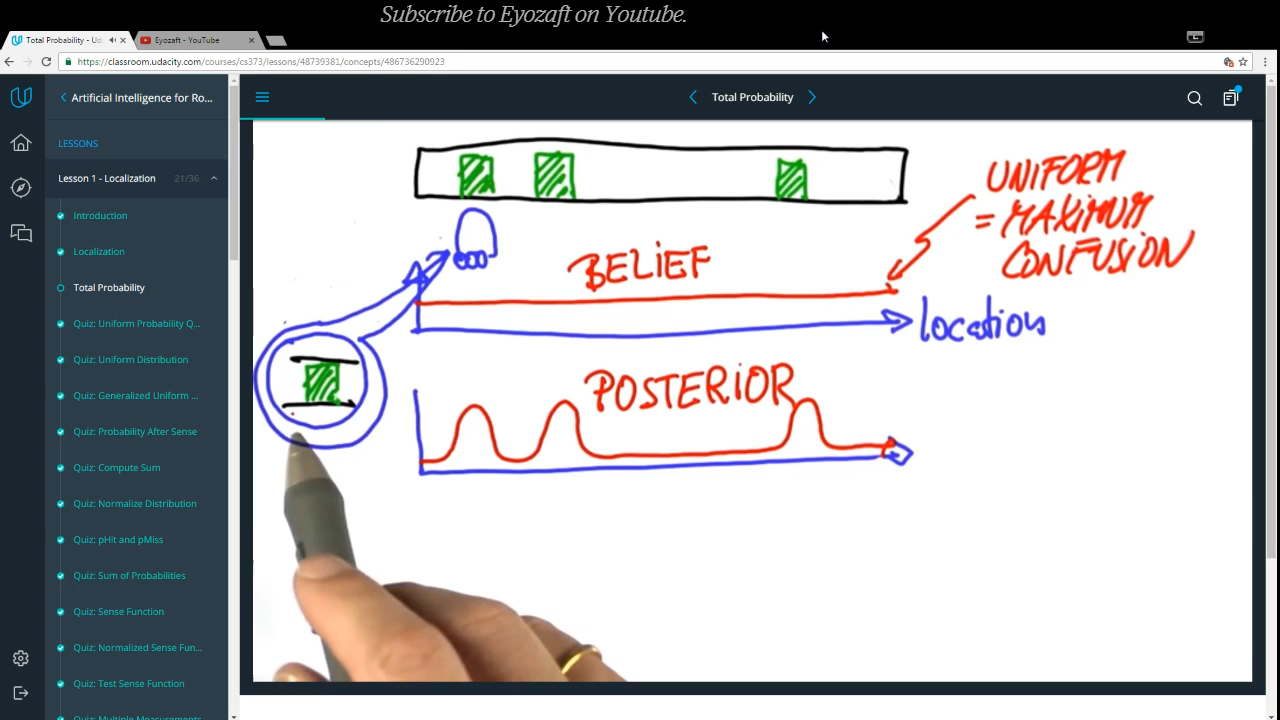 Subscribe to Eyozaft on Youtube.
Total Probability - Ud
Eyozaft - YouTube
https://classroom.udacity.com/courses/cs373/lessons/48739381/concepts/486736290923
Artificial Intelligence for Ro...
Total Probability
LESSONS
Lesson 1 - Localization 21/36
Introduction
Localization
Total Probability
Quiz: Uniform Probability Q...
Quiz: Uniform Distribution
Quiz: Generalized Uniform ...
Quiz: Probability After Sense
Quiz: Compute Sum
Quiz: Normalize Distribution
Quiz: pHit and pMiss
Quiz: Sum of Probabilities
Quiz: Sense Function
Quiz: Normalized Sense Fun...
Quiz: Test Sense Function
Quiz: Multiple Measurements
UNIFORM
= MAXIMUM
CONFUSION
BELIEF
location
POSTERIOR